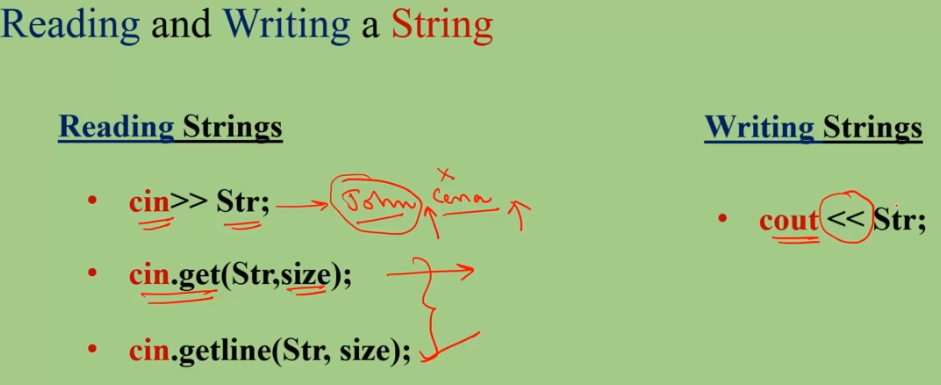 Reading and Writing a String
Reading Strings
• cin>> Str; John Cena
• cin.get(Str,size);
• cin.getline(Str, size);
Writing Strings
• cout << Str;